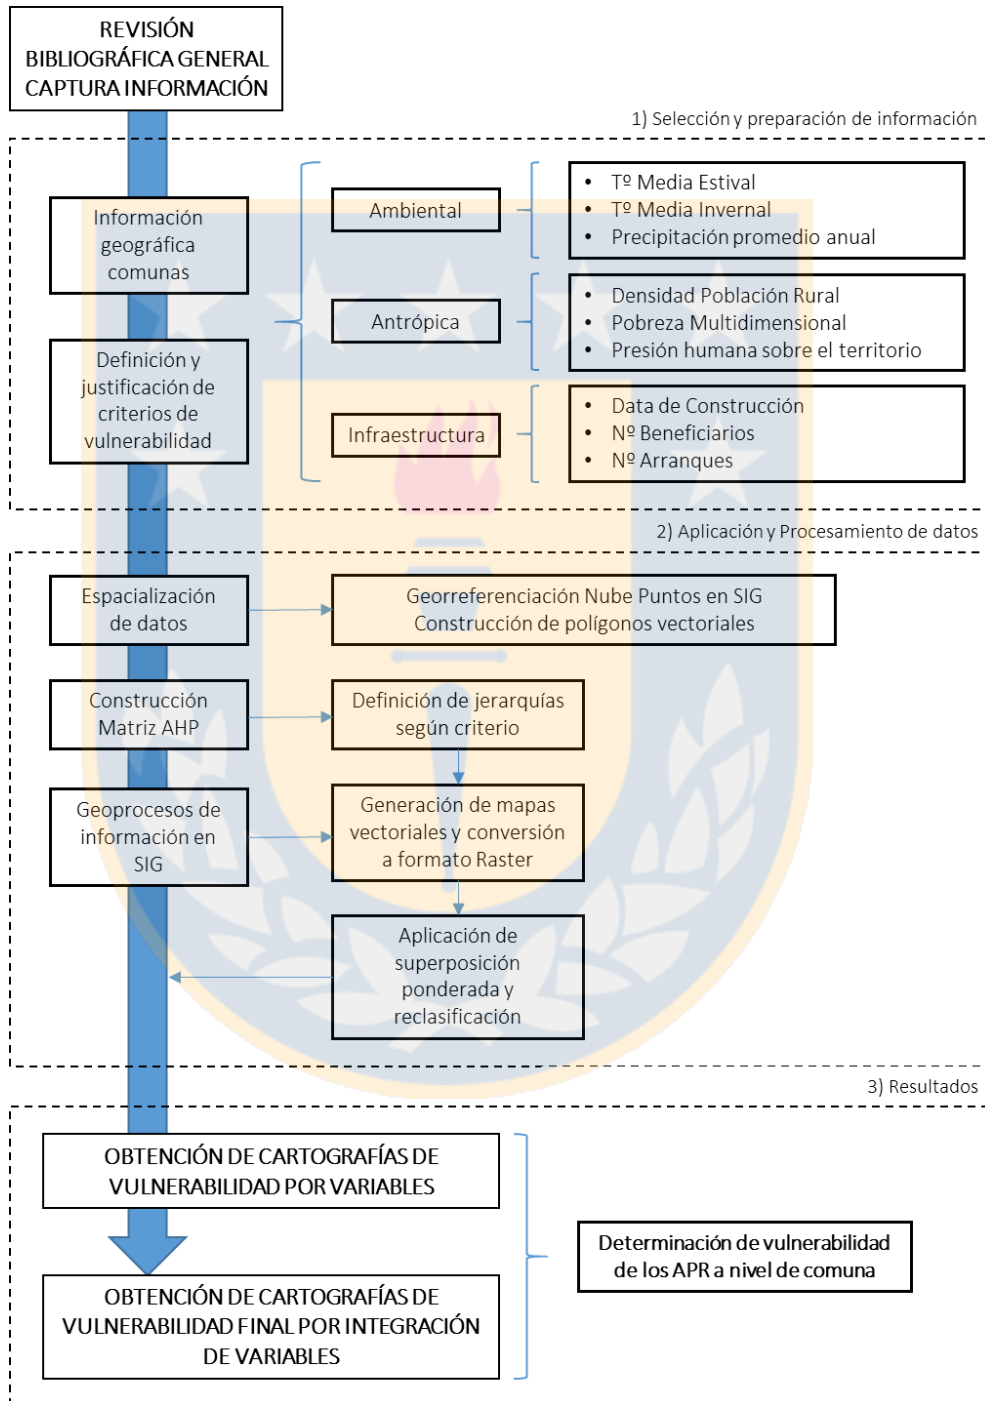 REVISIÓN
BIBLIOGRÁFICA GENERAL
CAPTURA INFORMACIÓN
1) Selección y preparación de información
Información
geográfica
comunas
Definición y
justificación de
criterios de
vulnerabilidad
Ambiental
• Tº Media Estival
• Tº Media Invernal
• Precipitación promedio anual
Antrópica
• Densidad Población Rural
• Pobreza Multidimensional
• Presión humana sobre el territorio
Infraestructura
• Data de Construcción
• Nº Beneficiarios
• Nº Arranques
2) Aplicación y Procesamiento de datos
Espacialización
de datos
Georreferenciación Nube Puntos en SIG
Construcción de polígonos vectoriales
Construcción
Matriz AHP
Definición de jerarquías
según criterio
Geoprocesos de
información en
SIG
Generación de mapas
vectoriales y conversión
a formato Raster
Aplicación de
superposición
ponderada y
reclasificación
3) Resultados
OBTENCIÓN DE CARTOGRAFÍAS DE
VULNERABILIDAD POR VARIABLES
OBTENCIÓN DE CARTOGRAFÍAS DE
VULNERABILIDAD FINAL POR INTEGRACIÓN
DE VARIABLES
Determinación de vulnerabilidad
de los APR a nivel de comuna